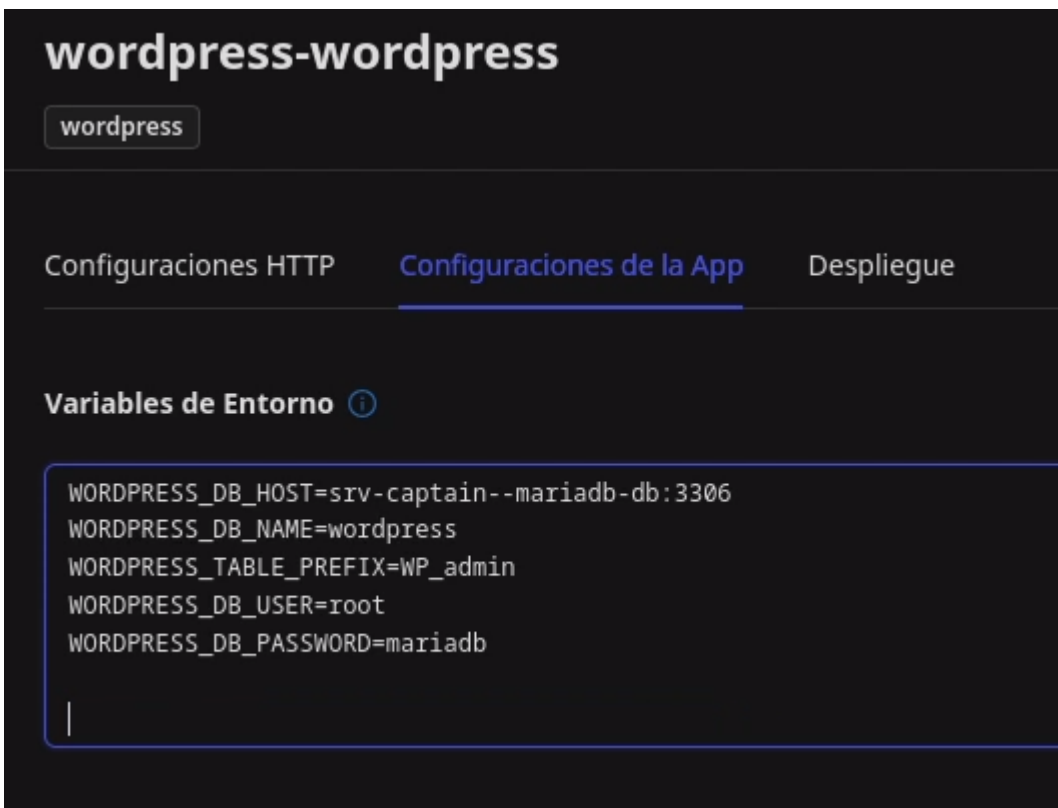 wordpress-wordpress
wordpress
Configuraciones HTTP Configuraciones de la App Despliegue
Variables de Entorno
WORDPRESS_DB_HOST=srv-captain--mariadb-db:3306
WORDPRESS_DB_NAME=wordpress
WORDPRESS_TABLE_PREFIX=WP_admin
WORDPRESS_DB_USER=root
WORDPRESS_DB_PASSWORD=mariadb